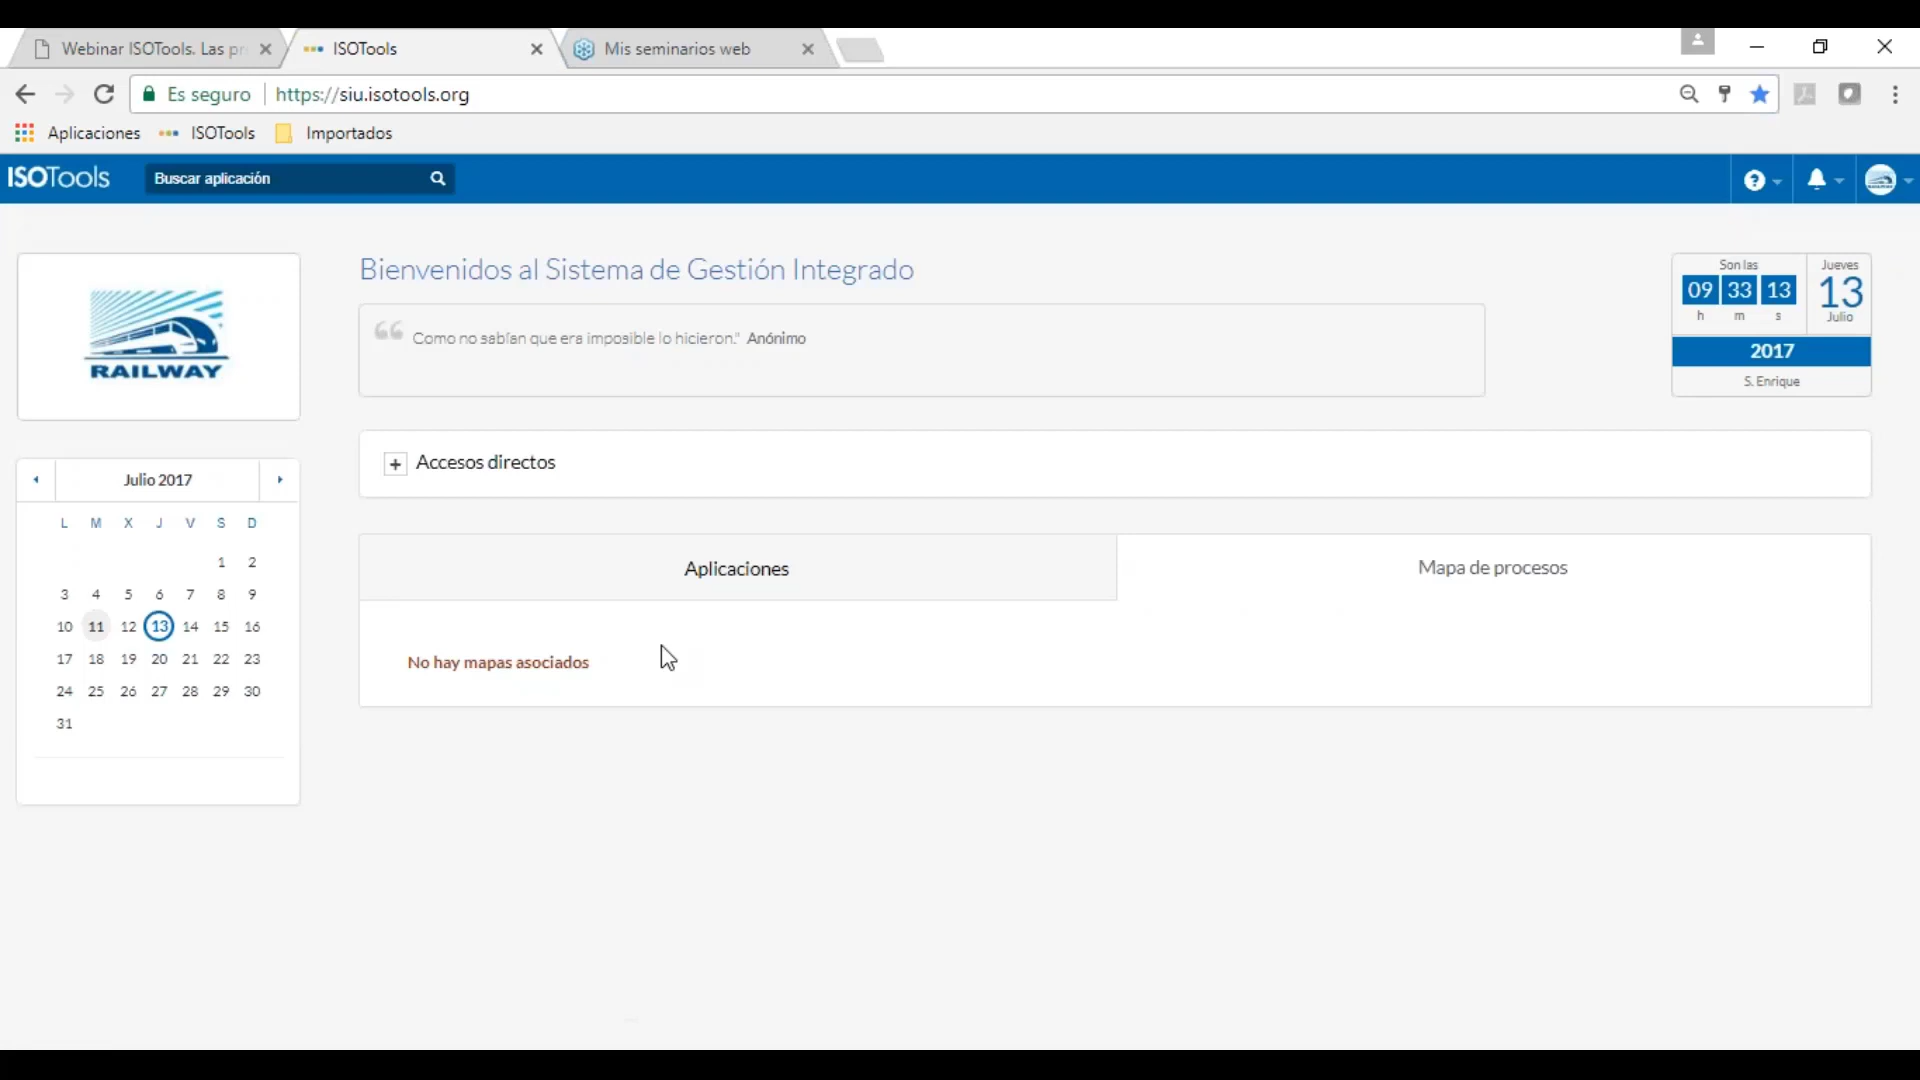 Webinar ISOTools. Las pr
ISOTools
Mis seminarios web
Es seguro
https://siu.isotools.org
Aplicaciones
ISOTools
Importados
ISOTools
Buscar aplicación
RAILWAY
Bienvenidos al Sistema de Gestión Integrado
Como no sabían que era imposible lo hicieron." Anónimo
Son las
09 33 13
h m s
Jueves
13
Julio
2017
S. Enrique
Accesos directos
Julio 2017
L M X J V S D
1 2
3 4 5 6 7 8 9
10 11 12 13 14 15 16
17 18 19 20 21 22 23
24 25 26 27 28 29 30
31
Aplicaciones
Mapa de procesos
No hay mapas asociados